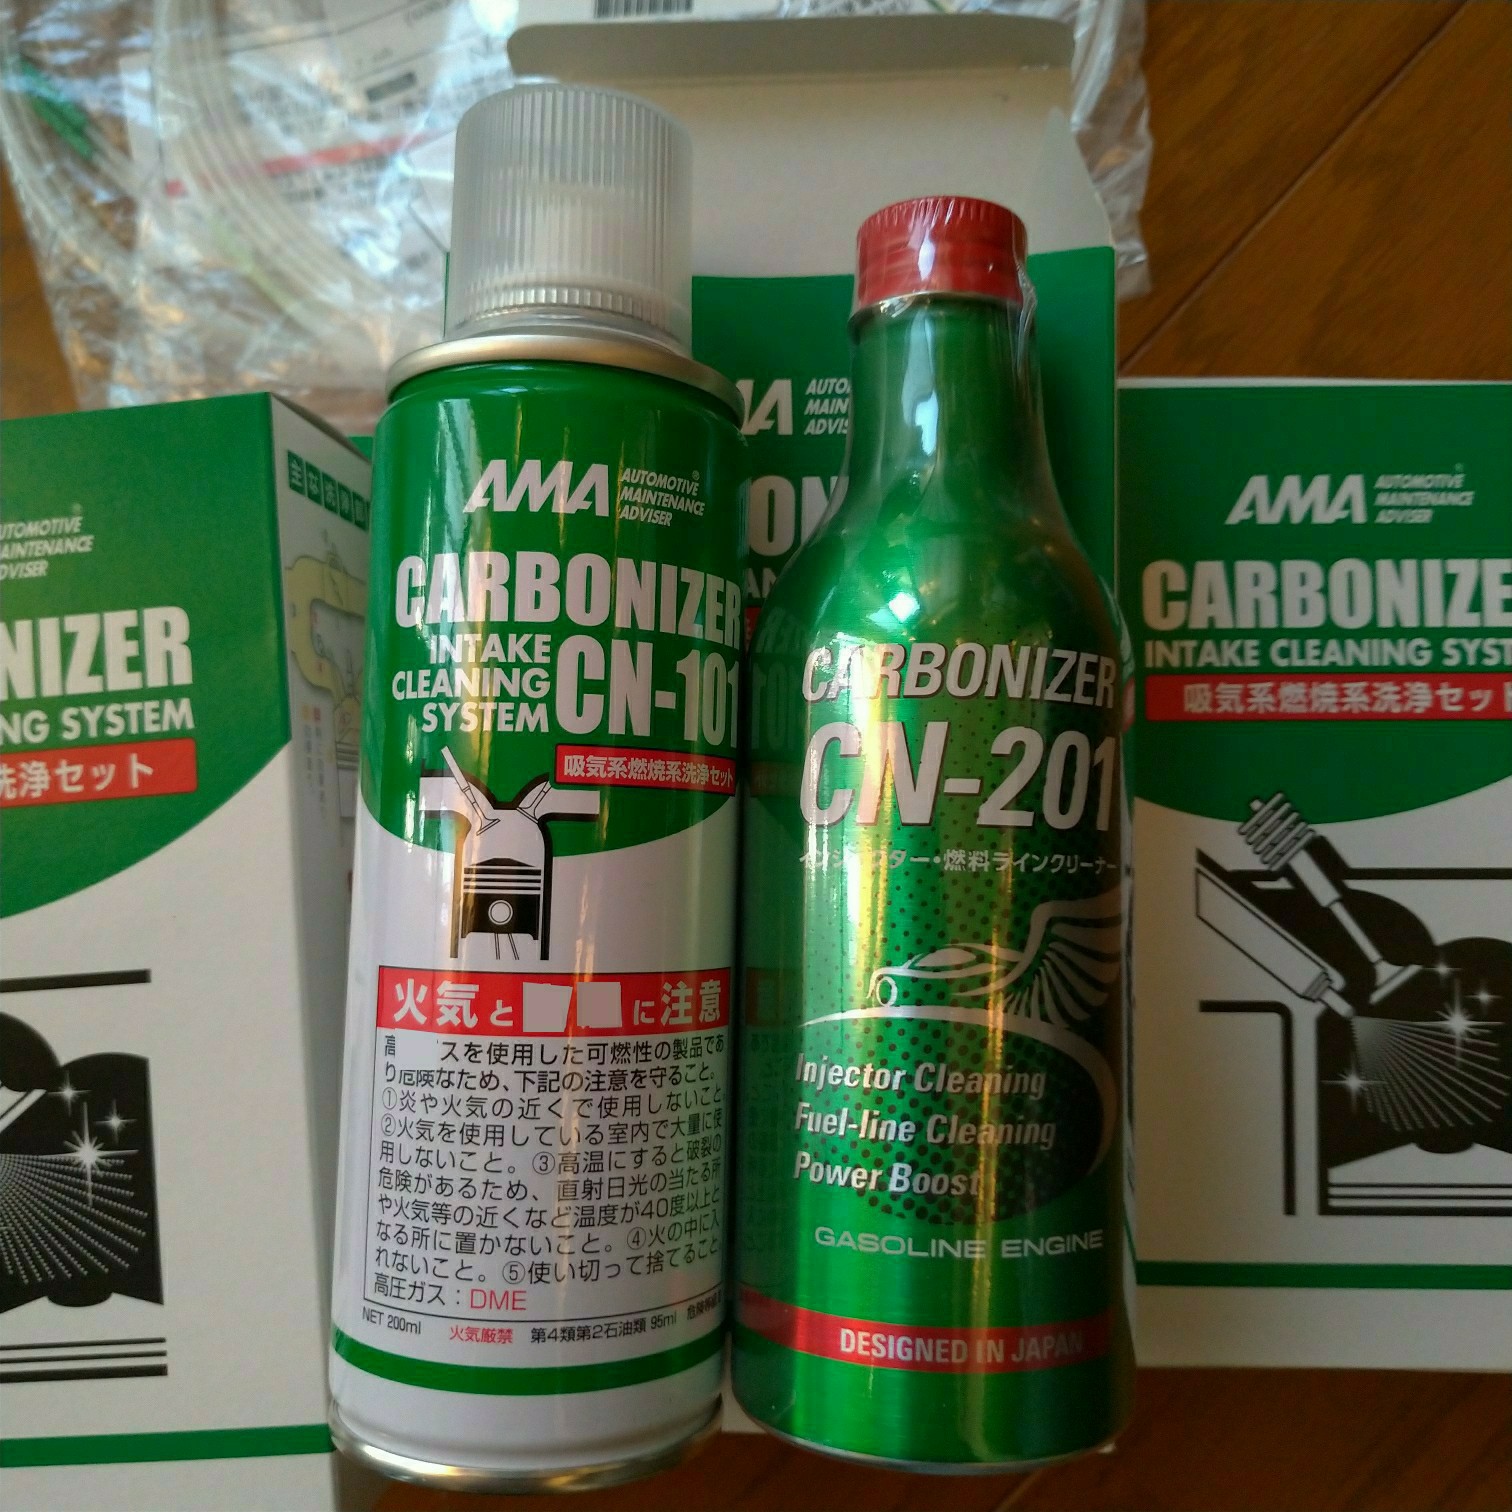 AMA AUTOMOTIVE
MAINTENANCE
ADVISER
CARBONIZER
INTAKE
CLEANING
SYSTEM
CN-101
吸気系燃焼系洗浄セット
火気と
に注意
高
スを使用した可燃性の製品であ
り危険なため、下記の注意を守ること。
①炎や火気の近くで使用しないこと
②火気を使用している室内で大量に使
用しないこと。③高温にすると破裂の
危険があるため、直射日光の当たる所
や火気等の近くなど温度が40度以上と
なる所に置かないこと。④火の中に入
れないこと。⑤使い切って捨てること
高圧ガス:DME
NET 200ml 火気厳禁 第4類第2石油類 95ml
CARBONIZER
CN-201
インジェクター・燃料ラインクリーナー
Injector Cleaning
Fuel-line Cleaning
Power Boost
GASOLINE ENGINE
DESIGNED IN JAPAN
AUTOMOTIVE
MAINTENANCE
ADVISER
NIZER
NG SYSTEM
洗浄セット
AMA AUTOMOTIVE
MAINTENANCE
ADVISER
CARBONIZE
INTAKE CLEANING SYST
吸気系燃焼系洗浄セット